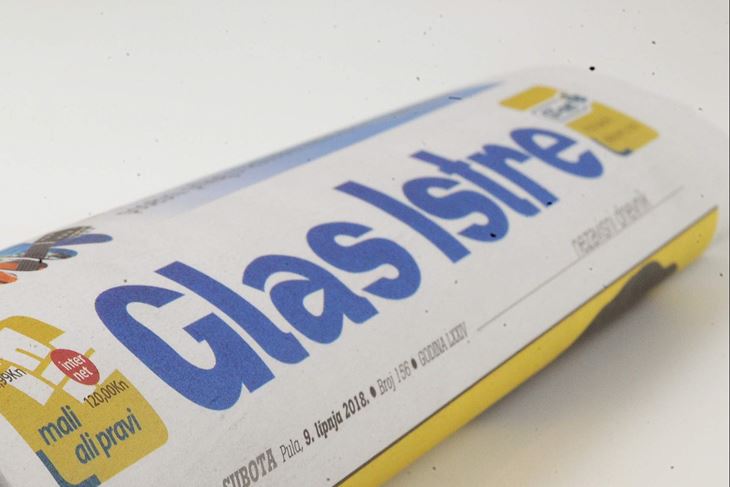 Glas Istre
nezavisni dnevnik
SUBOTA Pula, 9. lipnja 2018. • Broj 156 • GODINA LXXIV
inter
net
120,00Kn
mali
ali pravi